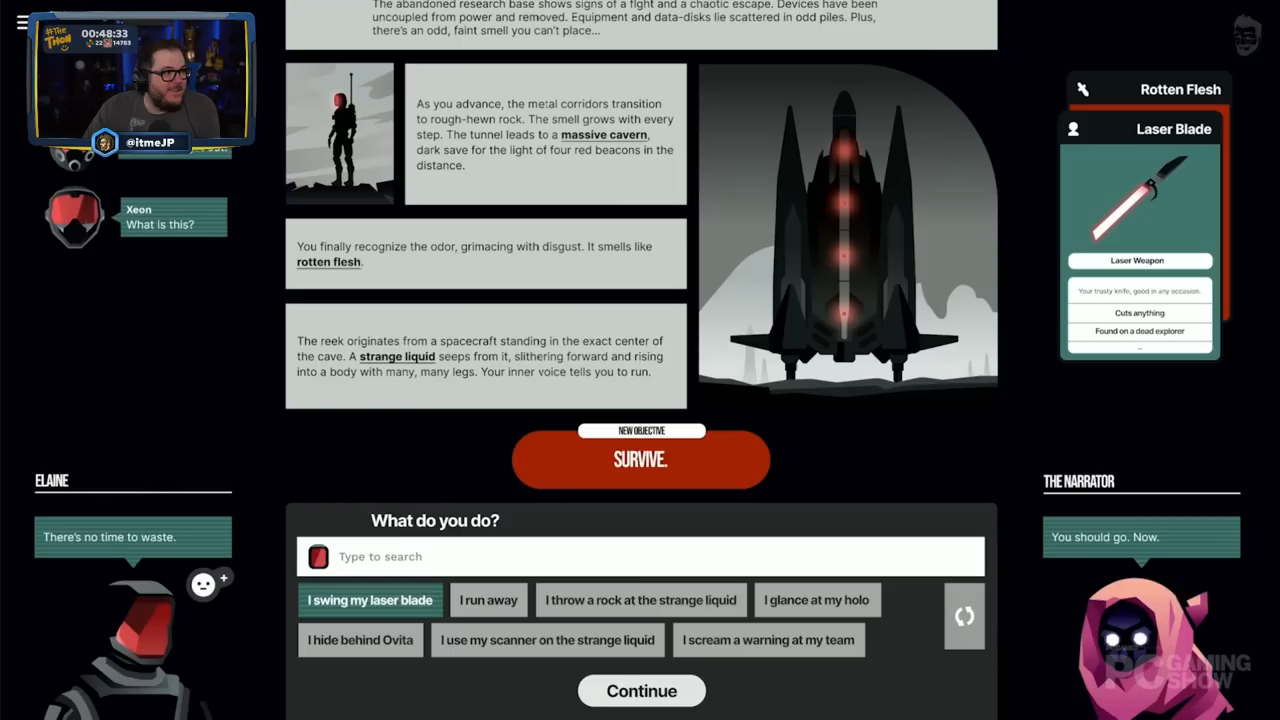 The abandoned research base shows signs of a fight and a chaotic escape. Devices have been
uncoupled from power and removed. Equipment and data-disks lie scattered in odd piles. Plus,
there's an odd, faint smell you can't place...
#THE
THON
00:48:33
22
14783
@itmeJP
Xeon
What is this?
As you advance, the metal corridors transition
to rough-hewn rock. The smell grows with every
step. The tunnel leads to a massive cavern,
dark save for the light of four red beacons in the
distance.
You finally recognize the odor, grimacing with disgust. It smells like
rotten flesh.
The reek originates from a spacecraft standing in the exact center of
the cave. A strange liquid seeps from it, slithering forward and rising
into a body with many, many legs. Your inner voice tells you to run.
Rotten Flesh
Laser Blade
Laser Weapon
Your trusty knife, good in any occasion.
Cuts anything
Found on a dead explorer
...
NEW OBJECTIVE
SURVIVE.
ELAINE
There's no time to waste.
What do you do?
Type to search
I swing my laser blade
I run away
I throw a rock at the strange liquid
I glance at my holo
I hide behind Ovita
I use my scanner on the strange liquid
I scream a warning at my team
Continue
THE NARRATOR
You should go. Now.
PC GAMING
SHOW